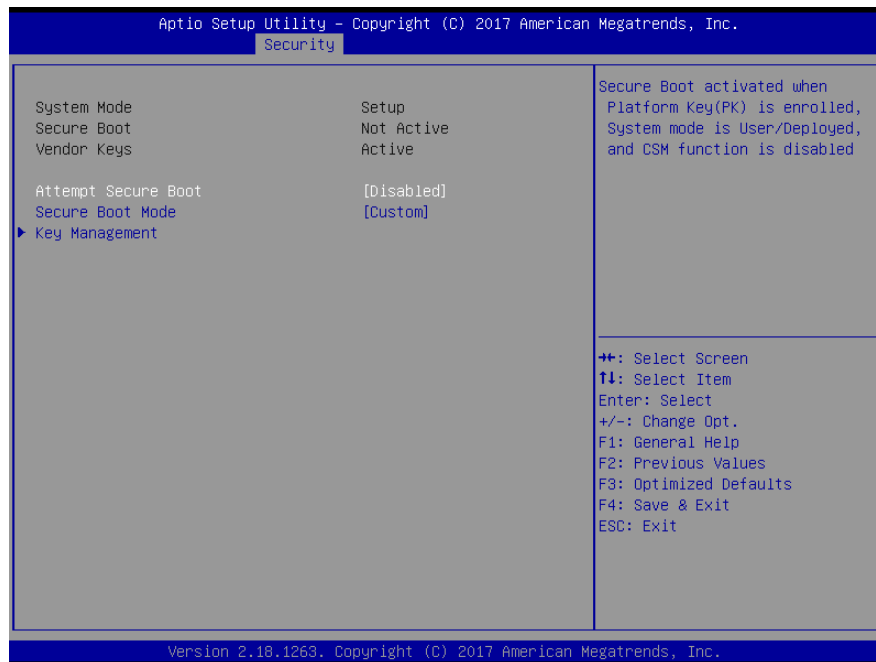 Aptio Setup Utility – Copyright (C) 2017 American Megatrends, Inc.
Security
System Mode Setup
Secure Boot Not Active
Vendor Keys Active
Attempt Secure Boot [Disabled]
Secure Boot Mode [Custom]
Key Management
Secure Boot activated when
Platform Key(PK) is enrolled,
System mode is User/Deployed,
and CSM function is disabled
→←: Select Screen
↑↓: Select Item
Enter: Select
+/-: Change Opt.
F1: General Help
F2: Previous Values
F3: Optimized Defaults
F4: Save & Exit
ESC: Exit
Version 2.18.1263. Copyright (C) 2017 American Megatrends, Inc.